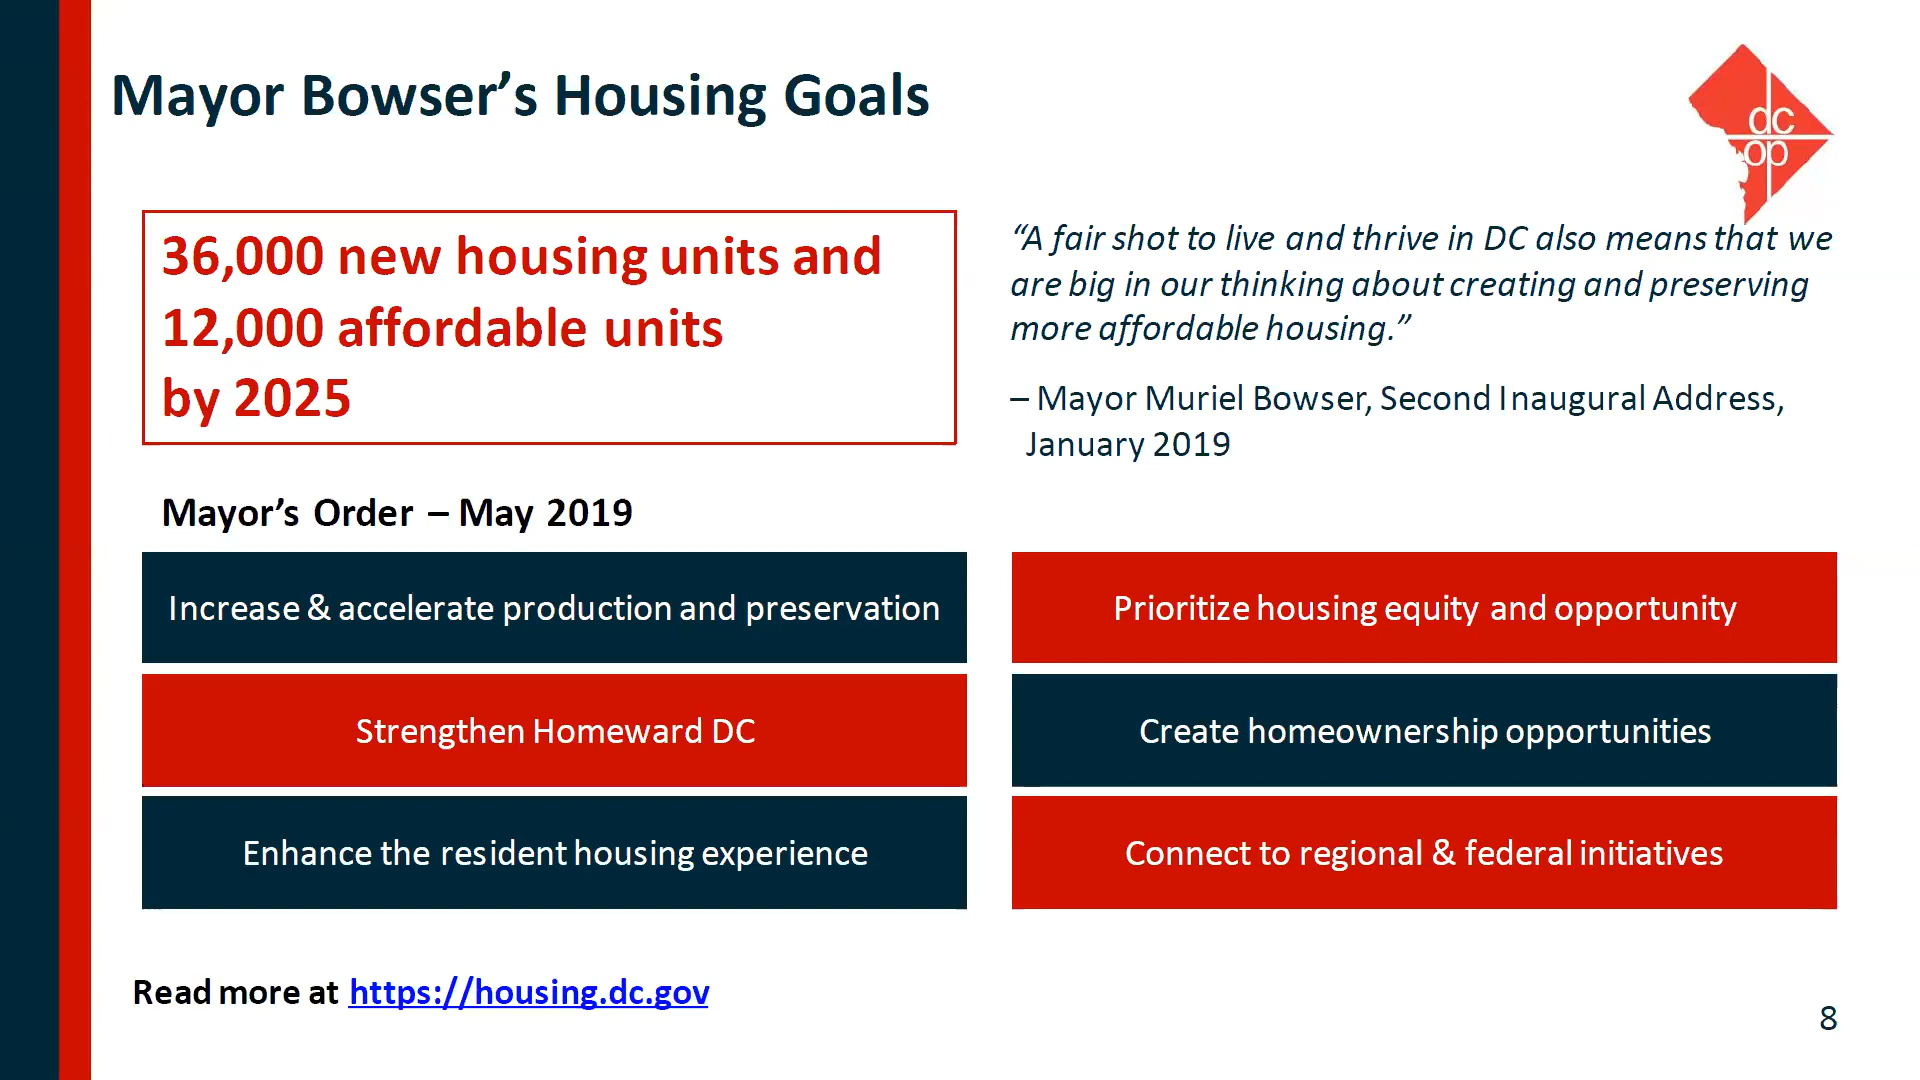 Mayor Bowser’s Housing Goals
dc
op
36,000 new housing units and
12,000 affordable units
by 2025
“A fair shot to live and thrive in DC also means that we
are big in our thinking about creating and preserving
more affordable housing.”
– Mayor Muriel Bowser, Second Inaugural Address,
January 2019
Mayor’s Order – May 2019
Increase & accelerate production and preservation
Prioritize housing equity and opportunity
Strengthen Homeward DC
Create homeownership opportunities
Enhance the resident housing experience
Connect to regional & federal initiatives
Read more at https://housing.dc.gov
8